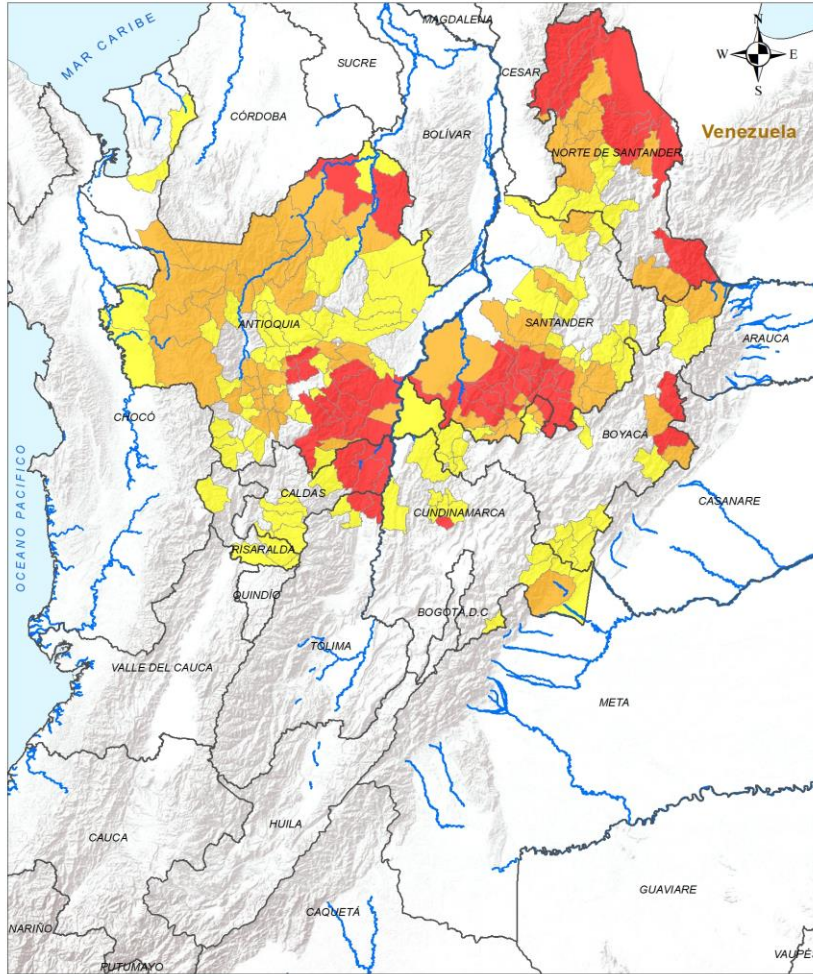 MAGDALENA
N
MAR CARIBE
SUCRE
CESAR
W
E
S
CÓRDOBA
BOLÍVAR
Venezuela
NORTE DE SANTANDER
ANTIOQUIA
SANTANDER
ARAUCA
CHOCÓ
BOYACÁ
OCEANO PACIFICO
CALDAS
CUNDINAMARCA
CASANARE
RISARALDA
QUINDÍO
BOGOTÁ,D.C
TOLIMA
VALLE DEL CAUCA
META
HUILA
CAUCA
GUAVIARE
CAQUETÁ
NARIÑO
PUTUMAYO
VAUPÉS